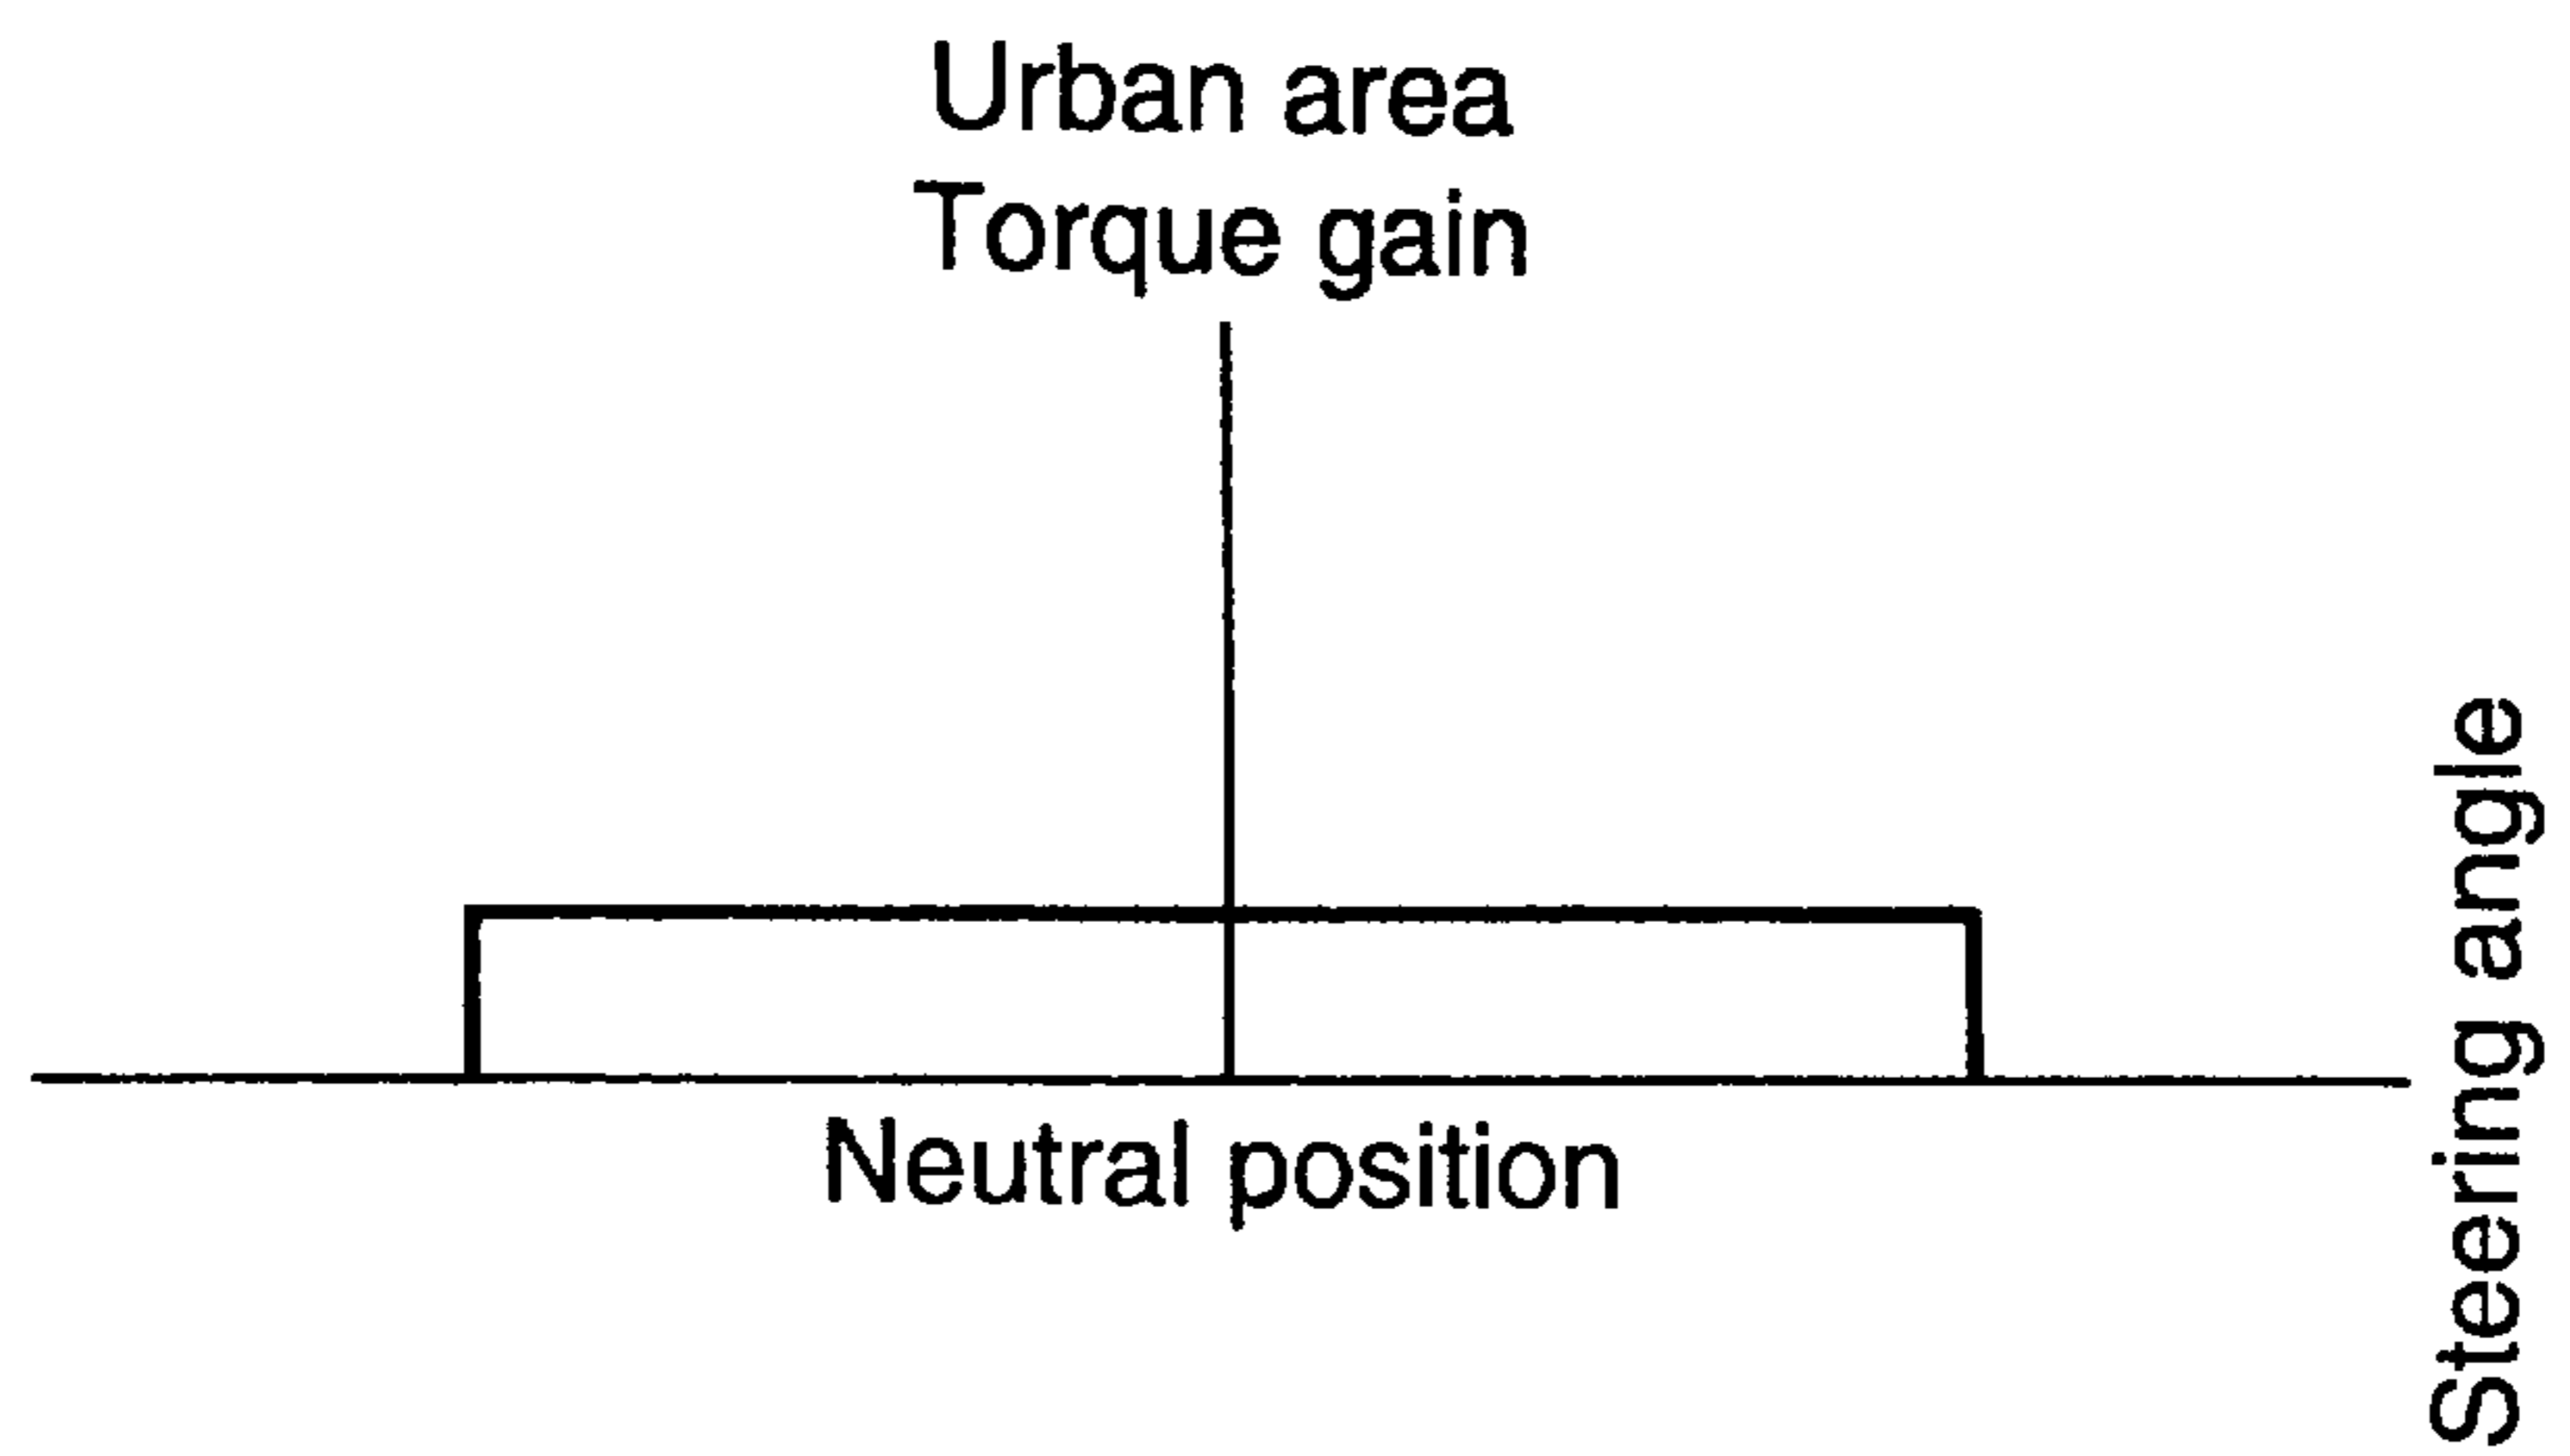 Urban area
Torque gain
Neutral position
Steering angle